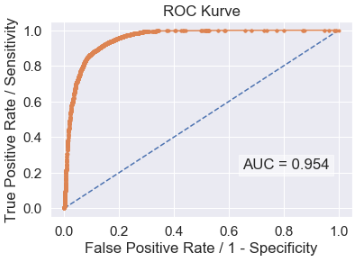 ROC Kurve
True Positive Rate / Sensitivity
1.0
0.8
0.6
0.4
0.2
0.0
AUC = 0.954
0.0 0.2 0.4 0.6 0.8 1.0
False Positive Rate / 1 - Specificity